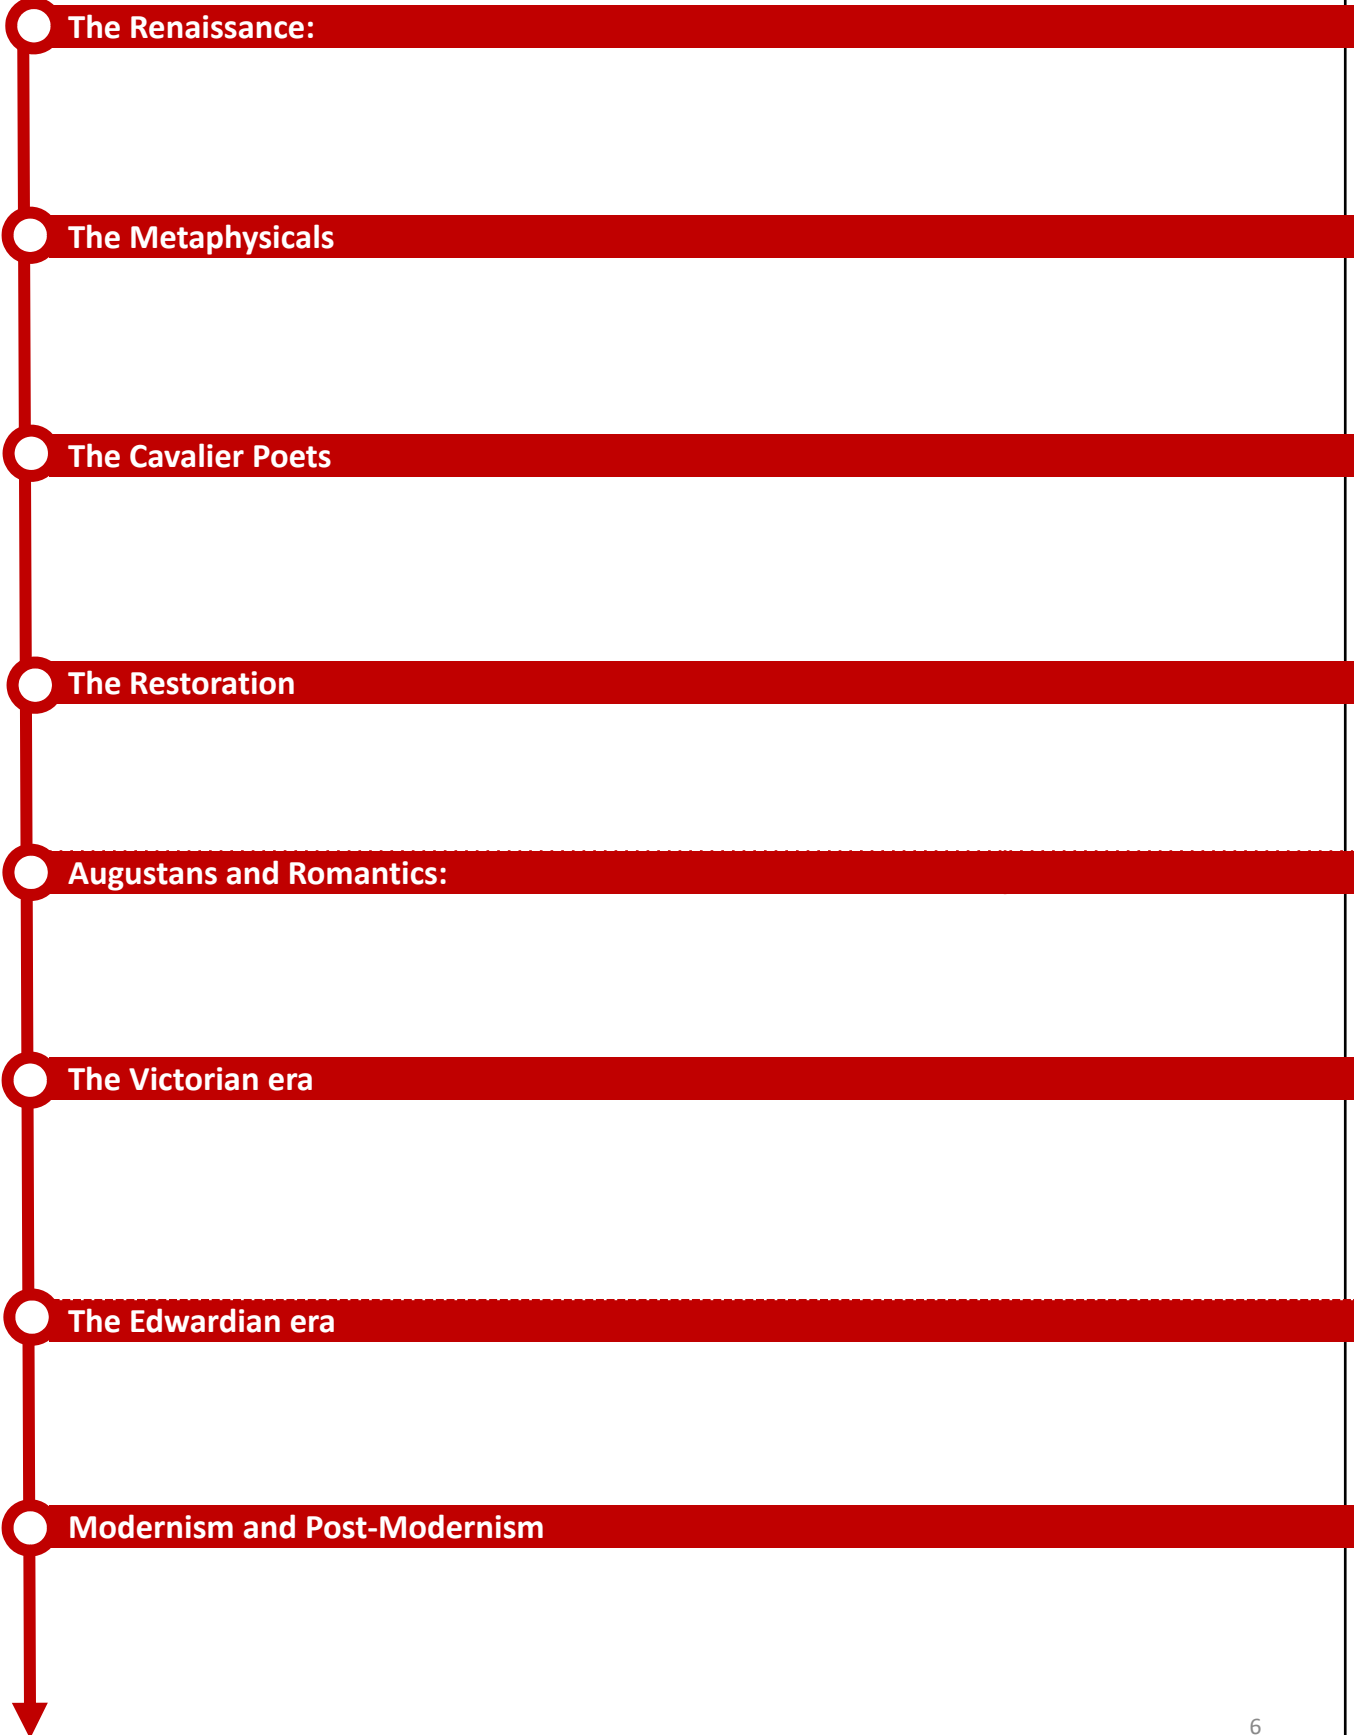 The Renaissance:
The Metaphysicals
The Cavalier Poets
The Restoration
Augustans and Romantics:
The Victorian era
The Edwardian era
Modernism and Post-Modernism
6